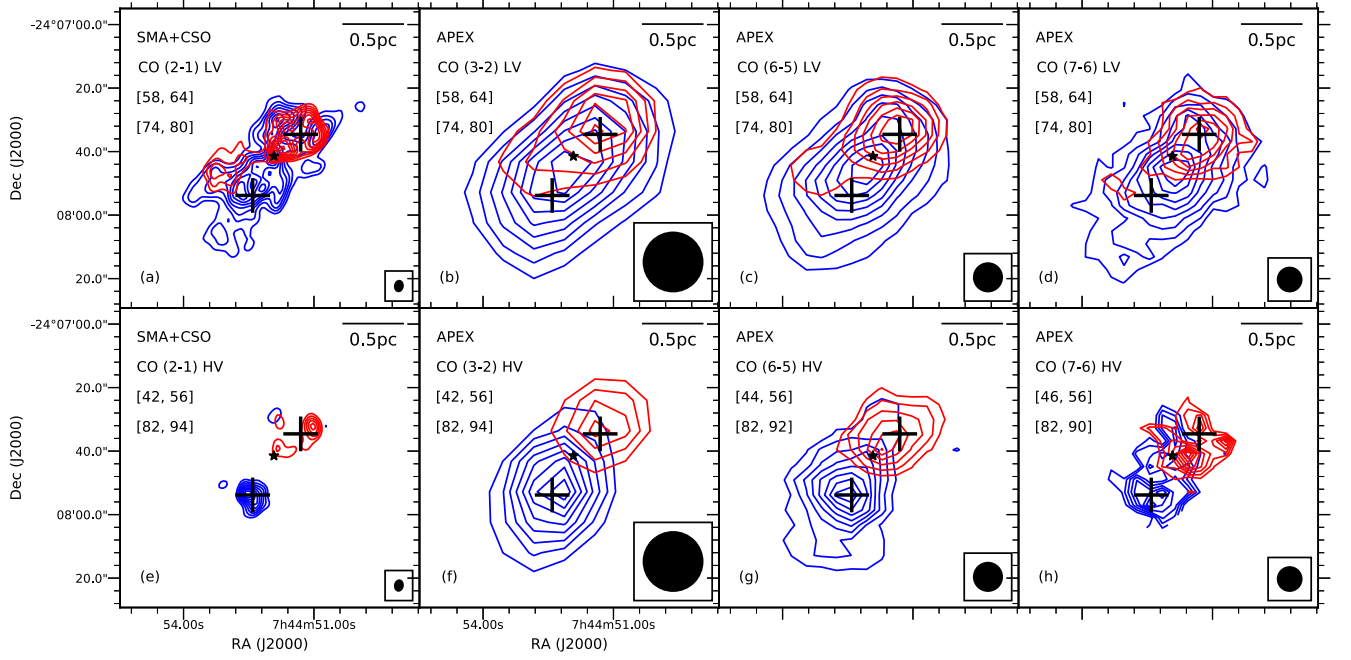 -24°07'00.0"
20.0"
40.0"
08'00.0"
20.0"
Dec (J2000)
SMA+CSO
0.5pc
CO (2-1) LV
[58, 64]
[74, 80]
(a)
APEX
0.5pc
CO (3-2) LV
[58, 64]
[74, 80]
(b)
APEX
0.5pc
CO (6-5) LV
[58, 64]
[74, 80]
(c)
APEX
0.5pc
CO (7-6) LV
[58, 64]
[74, 80]
(d)
-24°07'00.0"
20.0"
40.0"
08'00.0"
20.0"
Dec (J2000)
SMA+CSO
0.5pc
CO (2-1) HV
[42, 56]
[82, 94]
(e)
APEX
0.5pc
CO (3-2) HV
[42, 56]
[82, 94]
(f)
APEX
0.5pc
CO (6-5) HV
[44, 56]
[82, 92]
(g)
APEX
0.5pc
CO (7-6) HV
[46, 56]
[82, 90]
(h)
54.00s 7h44m51.00s
RA (J2000)
54.00s 7h44m51.00s
RA (J2000)